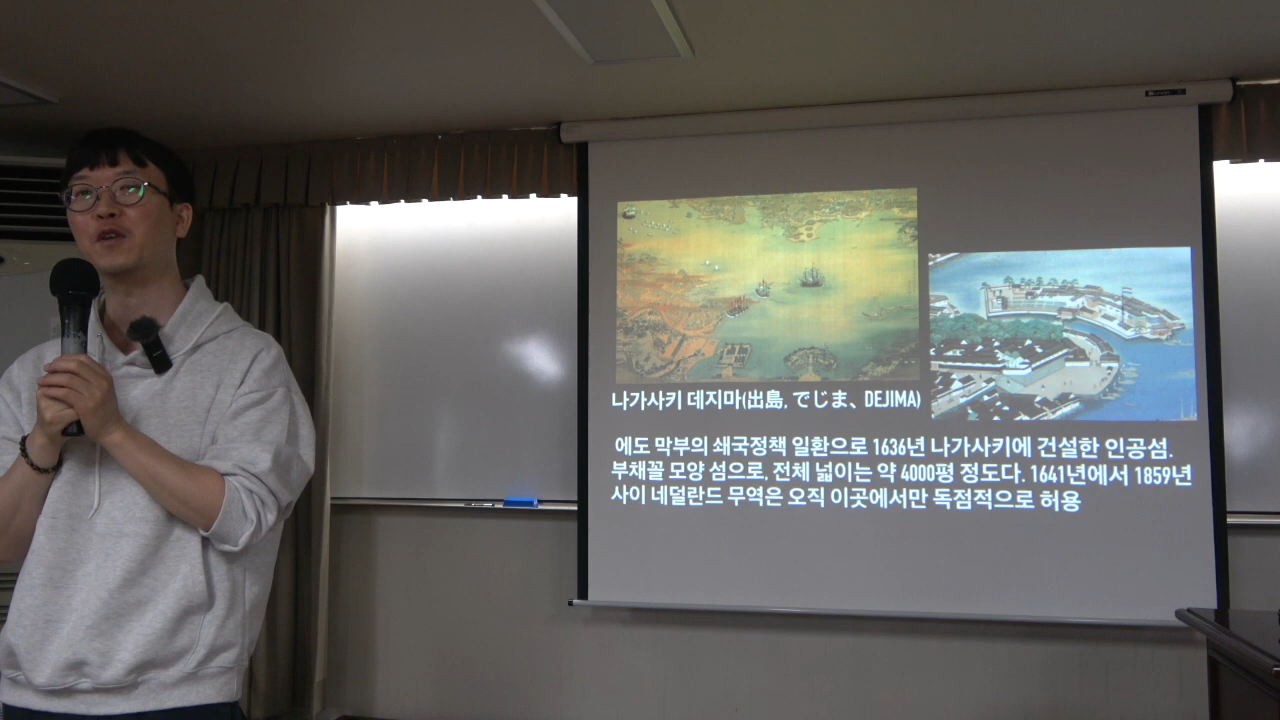 나가사키 데지마(出島, でじま、DEJIMA)
에도 막부의 쇄국정책 일환으로 1636년 나가사키에 건설한 인공섬.
부채꼴 모양 섬으로, 전체 넓이는 약 4000평 정도다. 1641년에서 1859년
사이 네덜란드 무역은 오직 이곳에서만 독점적으로 허용